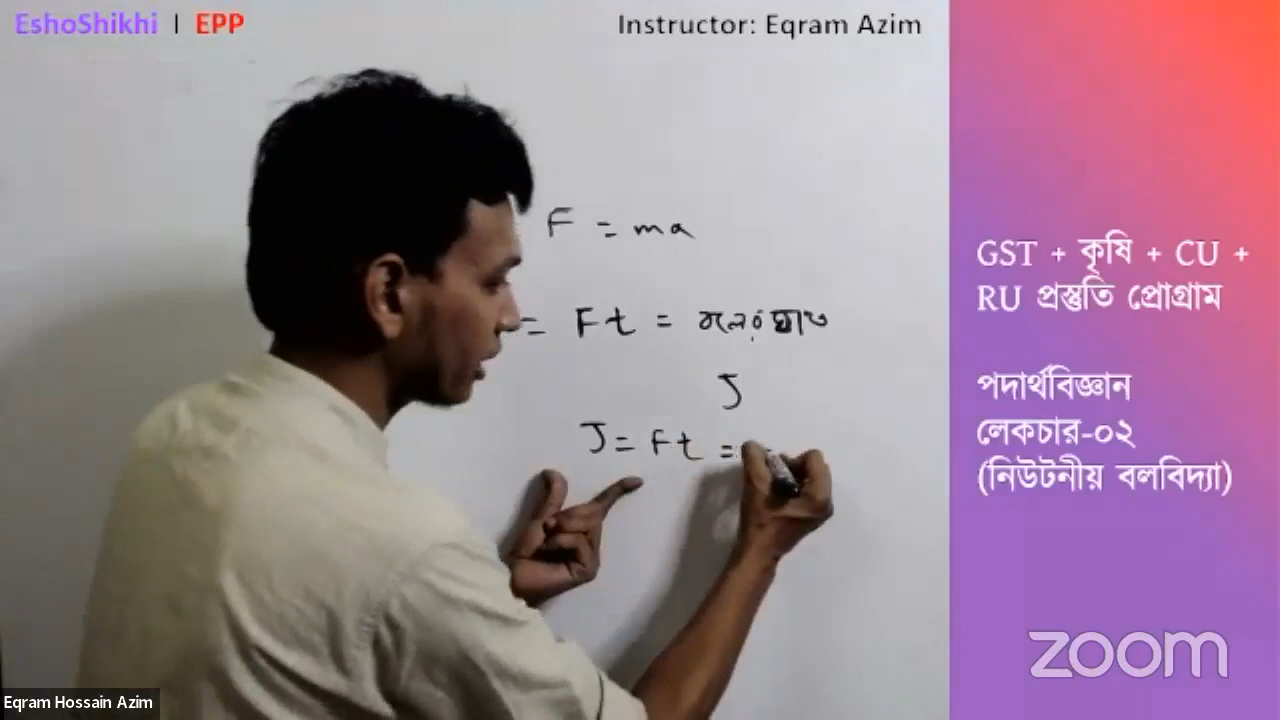 EshoShikhi | EPP
Instructor: Eqram Azim
F = ma
= Ft = বলের ঘাত
J
J = Ft =
GST + কৃষি + CU +
RU প্রস্তুতি প্রোগ্রাম
পদার্থবিজ্ঞান
লেকচার-০২
(নিউটনীয় বলবিদ্যা)
zoom
Eqram Hossain Azim